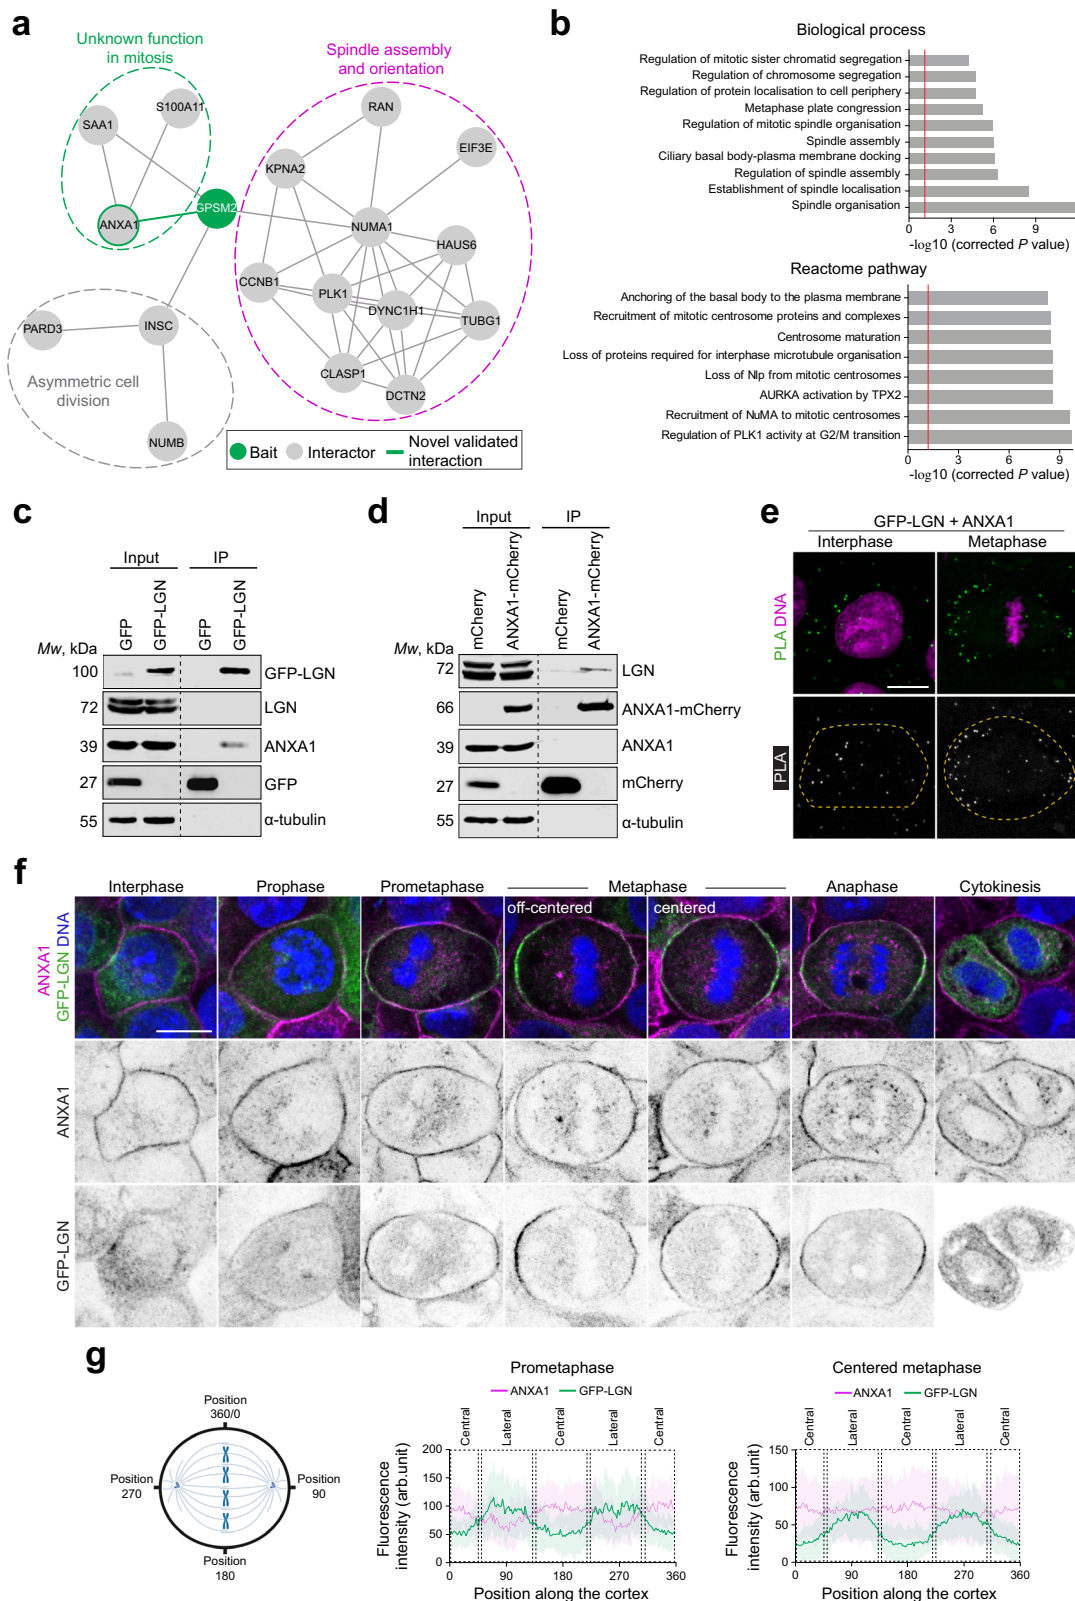 a
Unknown function
in mitosis
Spindle assembly
and orientation
S100A11
SAA1
RAN
EIF3E
KPNA2
GPSM2
ANXA1
NUMA1
HAUS6
CCNB1
PLK1
DYNC1H1
TUBG1
PARD3
INSC
CLASP1
DCTN2
Asymmetric cell
division
NUMB
Bait
Interactor
Novel validated
interaction
b
Biological process
Regulation of mitotic sister chromatid segregation
Regulation of chromosome segregation
Regulation of protein localisation to cell periphery
Metaphase plate congression
Regulation of mitotic spindle organisation
Spindle assembly
Ciliary basal body-plasma membrane docking
Regulation of spindle assembly
Establishment of spindle localisation
Spindle organisation
0 3 6 9
-log10 (corrected P value)
Reactome pathway
Anchoring of the basal body to the plasma membrane
Recruitment of mitotic centrosome proteins and complexes
Centrosome maturation
Loss of proteins required for interphase microtubule organisation
Loss of Nlp from mitotic centrosomes
AURKA activation by TPX2
Recruitment of NuMA to mitotic centrosomes
Regulation of PLK1 activity at G2/M transition
0 3 6 9
-log10 (corrected P value)
c
Input IP
GFP GFP-LGN GFP GFP-LGN
Mw, kDa
100 GFP-LGN
72 LGN
39 ANXA1
27 GFP
55 α-tubulin
d
Input IP
mCherry ANXA1-mCherry mCherry ANXA1-mCherry
Mw, kDa
72 LGN
66 ANXA1-mCherry
39 ANXA1
27 mCherry
55 α-tubulin
e
GFP-LGN + ANXA1
Interphase Metaphase
PLA DNA
PLA
f
Interphase Prophase Prometaphase Metaphase Anaphase Cytokinesis
off-centered centered
ANXA1
GFP-LGN DNA
ANXA1
GFP-LGN
g
Position
360/0
Position
270
Position
90
Position
180
Prometaphase
ANXA1 GFP-LGN
Central Lateral Central Lateral Central
Fluorescence
intensity (arb.unit)
200
150
100
50
0
0 90 180 270 360
Position along the cortex
Centered metaphase
ANXA1 GFP-LGN
Central Lateral Central Lateral Central
Fluorescence
intensity (arb.unit)
150
100
50
0
0 90 180 270 360
Position along the cortex